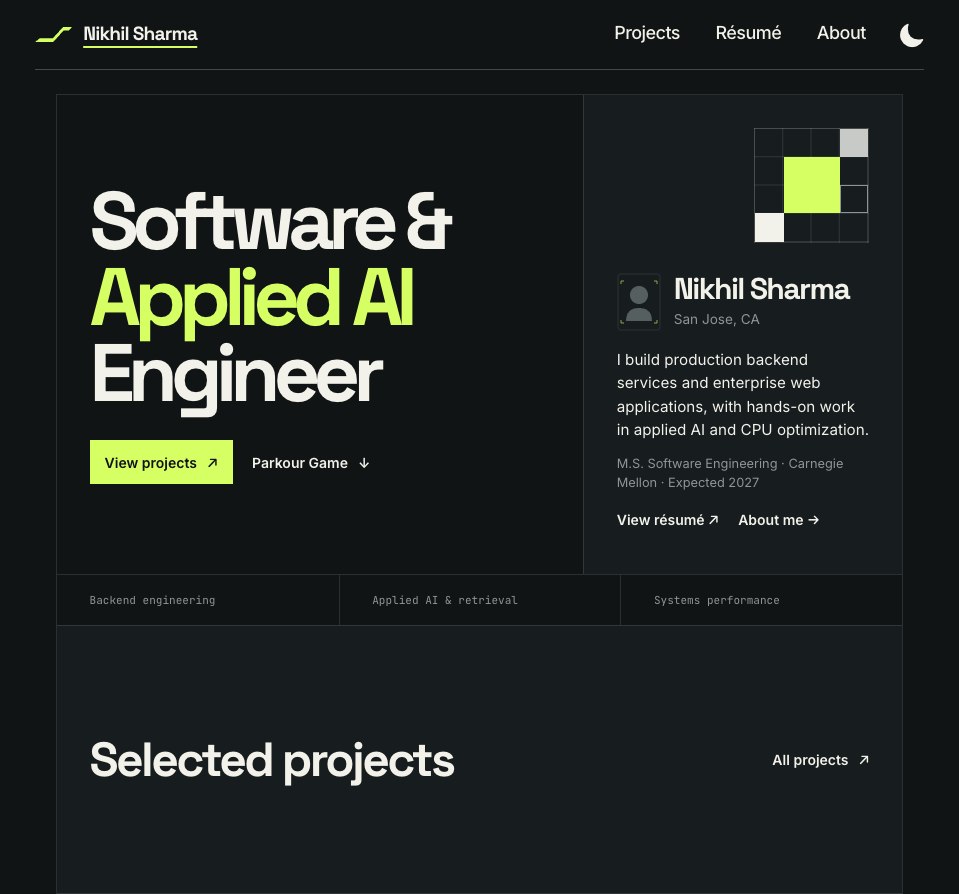 Nikhil Sharma
Projects
Résumé
About
Software &
Applied AI
Engineer
View projects ↗
Parkour Game ↓
Nikhil Sharma
San Jose, CA
I build production backend
services and enterprise web
applications, with hands-on work
in applied AI and CPU optimization.
M.S. Software Engineering · Carnegie
Mellon · Expected 2027
View résumé ↗
About me →
Backend engineering
Applied AI & retrieval
Systems performance
Selected projects
All projects ↗